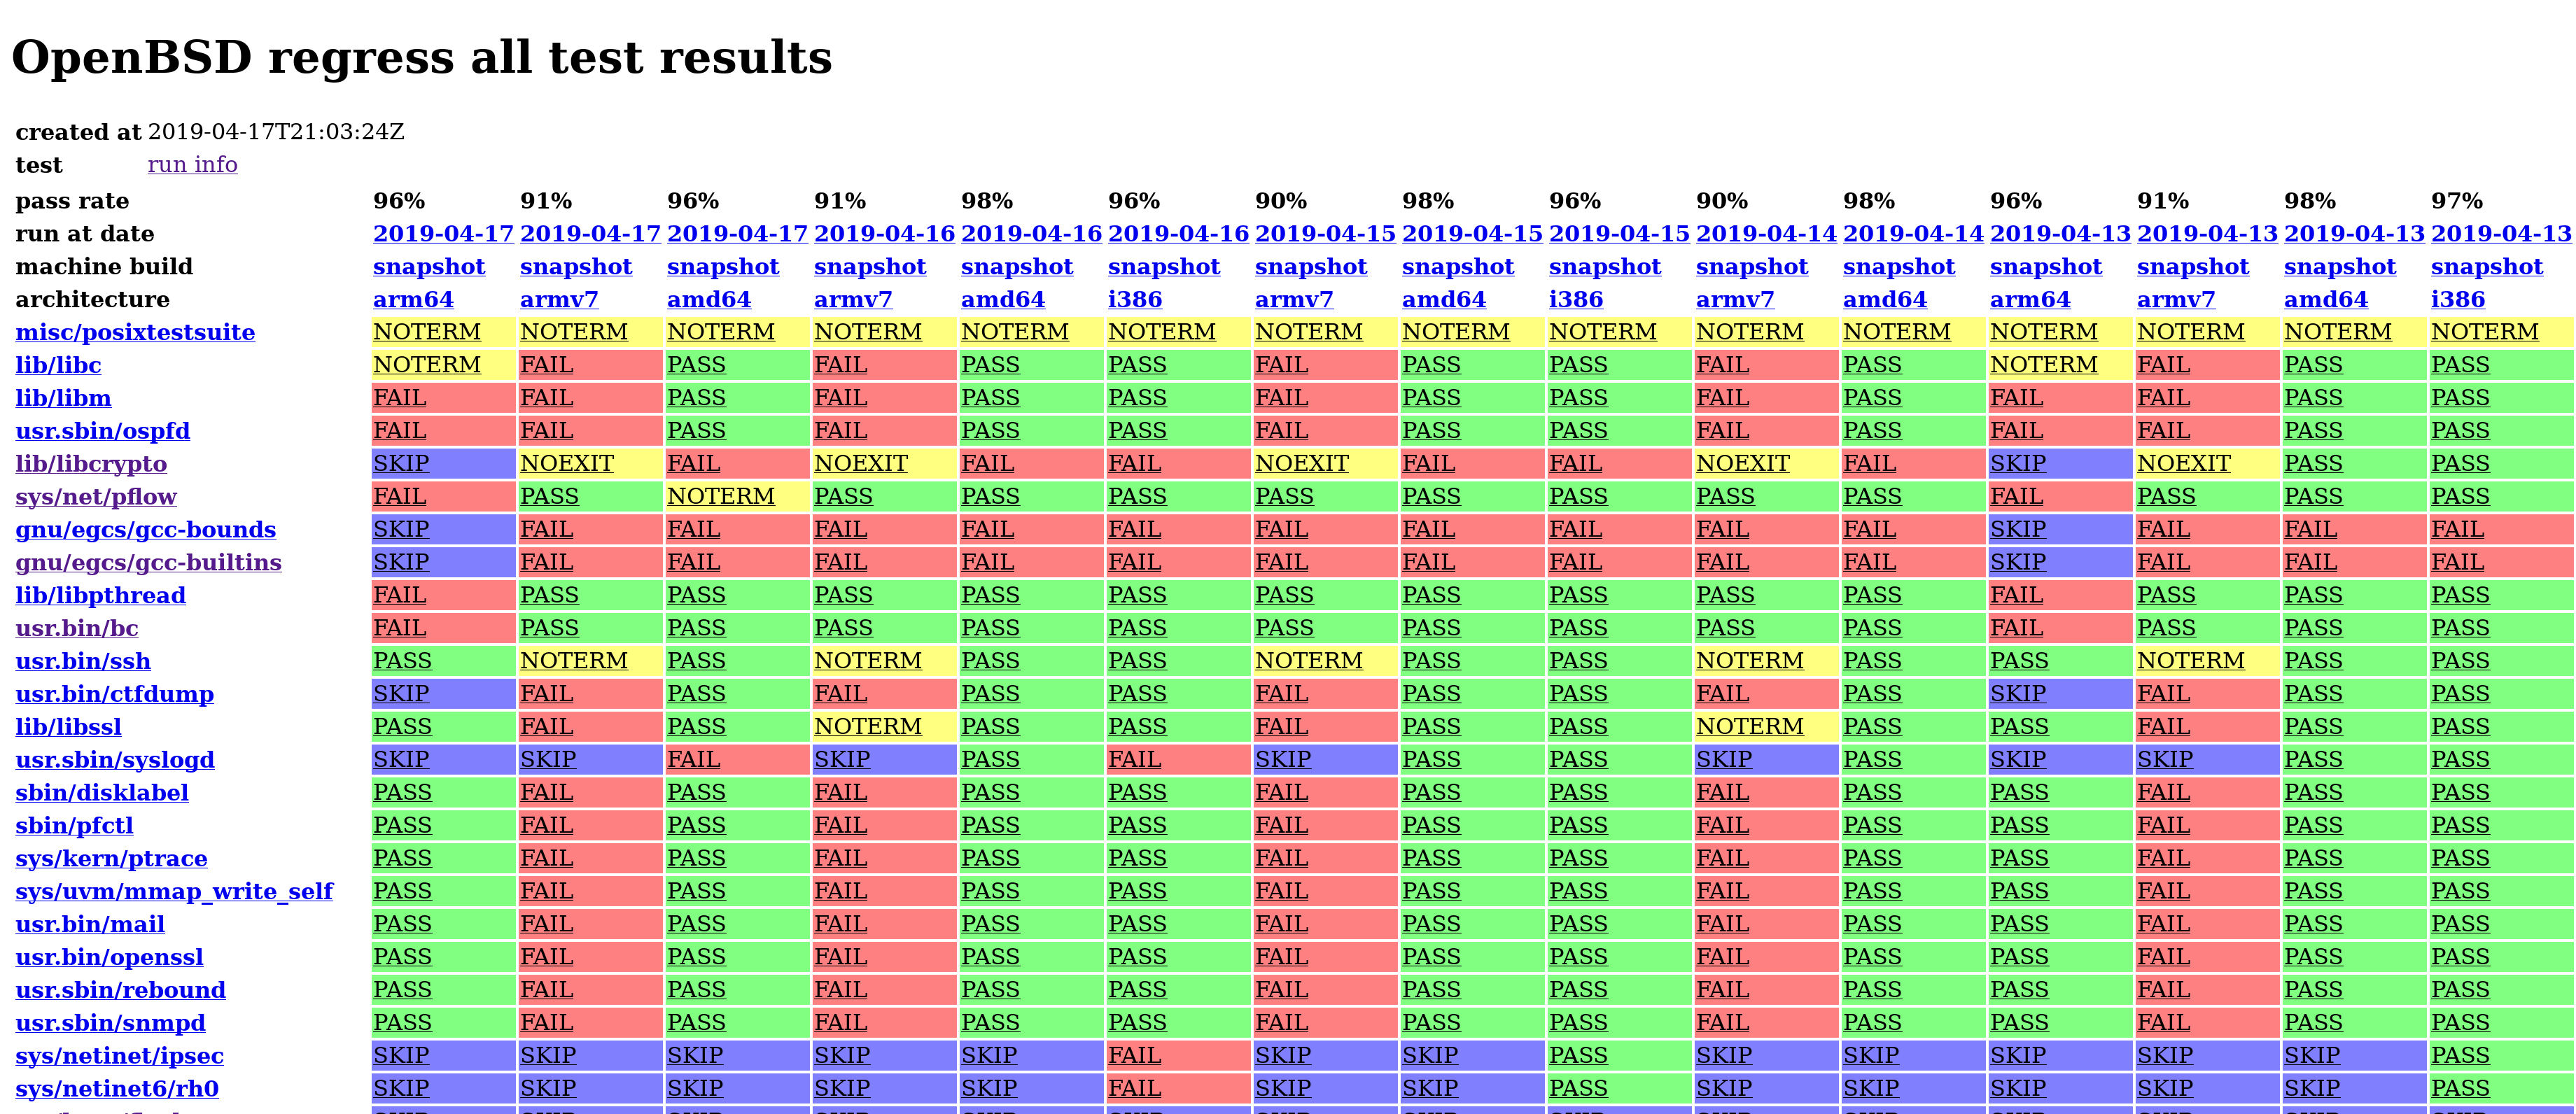 OpenBSD regress all test results
created at 2019-04-17T21:03:24Z
test run info
pass rate 96% 91% 96% 91% 98% 96% 90% 98% 96% 90% 98% 96% 91% 98% 97%
run at date 2019-04-17 2019-04-17 2019-04-17 2019-04-16 2019-04-16 2019-04-16 2019-04-15 2019-04-15 2019-04-15 2019-04-14 2019-04-14 2019-04-13 2019-04-13 2019-04-13 2019-04-13
machine build snapshot snapshot snapshot snapshot snapshot snapshot snapshot snapshot snapshot snapshot snapshot snapshot snapshot snapshot snapshot
architecture arm64 armv7 amd64 armv7 amd64 i386 armv7 amd64 i386 armv7 amd64 arm64 armv7 amd64 i386
misc/posixtestsuite NOTERM NOTERM NOTERM NOTERM NOTERM NOTERM NOTERM NOTERM NOTERM NOTERM NOTERM NOTERM NOTERM NOTERM NOTERM
lib/libc NOTERM FAIL PASS FAIL PASS PASS FAIL PASS PASS FAIL PASS NOTERM FAIL PASS PASS
lib/libm FAIL FAIL PASS FAIL PASS PASS FAIL PASS PASS FAIL PASS FAIL FAIL PASS PASS
usr.sbin/ospfd FAIL FAIL PASS FAIL PASS PASS FAIL PASS PASS FAIL PASS FAIL FAIL PASS PASS
lib/libcrypto SKIP NOEXIT FAIL NOEXIT FAIL FAIL NOEXIT FAIL FAIL NOEXIT FAIL SKIP NOEXIT PASS PASS
sys/net/pflow FAIL PASS NOTERM PASS PASS PASS PASS PASS PASS PASS PASS FAIL PASS PASS PASS
gnu/egcs/gcc-bounds SKIP FAIL FAIL FAIL FAIL FAIL FAIL FAIL FAIL FAIL FAIL SKIP FAIL FAIL FAIL
gnu/egcs/gcc-builtins SKIP FAIL FAIL FAIL FAIL FAIL FAIL FAIL FAIL FAIL FAIL SKIP FAIL FAIL FAIL
lib/libpthread FAIL PASS PASS PASS PASS PASS PASS PASS PASS PASS PASS FAIL PASS PASS PASS
usr.bin/bc FAIL PASS PASS PASS PASS PASS PASS PASS PASS PASS PASS FAIL PASS PASS PASS
usr.bin/ssh PASS NOTERM PASS NOTERM PASS PASS NOTERM PASS PASS NOTERM PASS PASS NOTERM PASS PASS
usr.bin/ctfdump SKIP FAIL PASS FAIL PASS PASS FAIL PASS PASS FAIL PASS SKIP FAIL PASS PASS
lib/libssl PASS FAIL PASS NOTERM PASS PASS FAIL PASS PASS NOTERM PASS PASS FAIL PASS PASS
usr.sbin/syslogd SKIP SKIP FAIL SKIP PASS FAIL SKIP PASS PASS SKIP PASS SKIP SKIP PASS PASS
sbin/disklabel PASS FAIL PASS FAIL PASS PASS FAIL PASS PASS FAIL PASS PASS FAIL PASS PASS
sbin/pfctl PASS FAIL PASS FAIL PASS PASS FAIL PASS PASS FAIL PASS PASS FAIL PASS PASS
sys/kern/ptrace PASS FAIL PASS FAIL PASS PASS FAIL PASS PASS FAIL PASS PASS FAIL PASS PASS
sys/uvm/mmap_write_self PASS FAIL PASS FAIL PASS PASS FAIL PASS PASS FAIL PASS PASS FAIL PASS PASS
usr.bin/mail PASS FAIL PASS FAIL PASS PASS FAIL PASS PASS FAIL PASS PASS FAIL PASS PASS
usr.bin/openssl PASS FAIL PASS FAIL PASS PASS FAIL PASS PASS FAIL PASS PASS FAIL PASS PASS
usr.sbin/rebound PASS FAIL PASS FAIL PASS PASS FAIL PASS PASS FAIL PASS PASS FAIL PASS PASS
usr.sbin/snmpd PASS FAIL PASS FAIL PASS PASS FAIL PASS PASS FAIL PASS PASS FAIL PASS PASS
sys/netinet/ipsec SKIP SKIP SKIP SKIP SKIP FAIL SKIP SKIP PASS SKIP SKIP SKIP SKIP SKIP PASS
sys/netinet6/rh0 SKIP SKIP SKIP SKIP SKIP FAIL SKIP SKIP PASS SKIP SKIP SKIP SKIP SKIP PASS